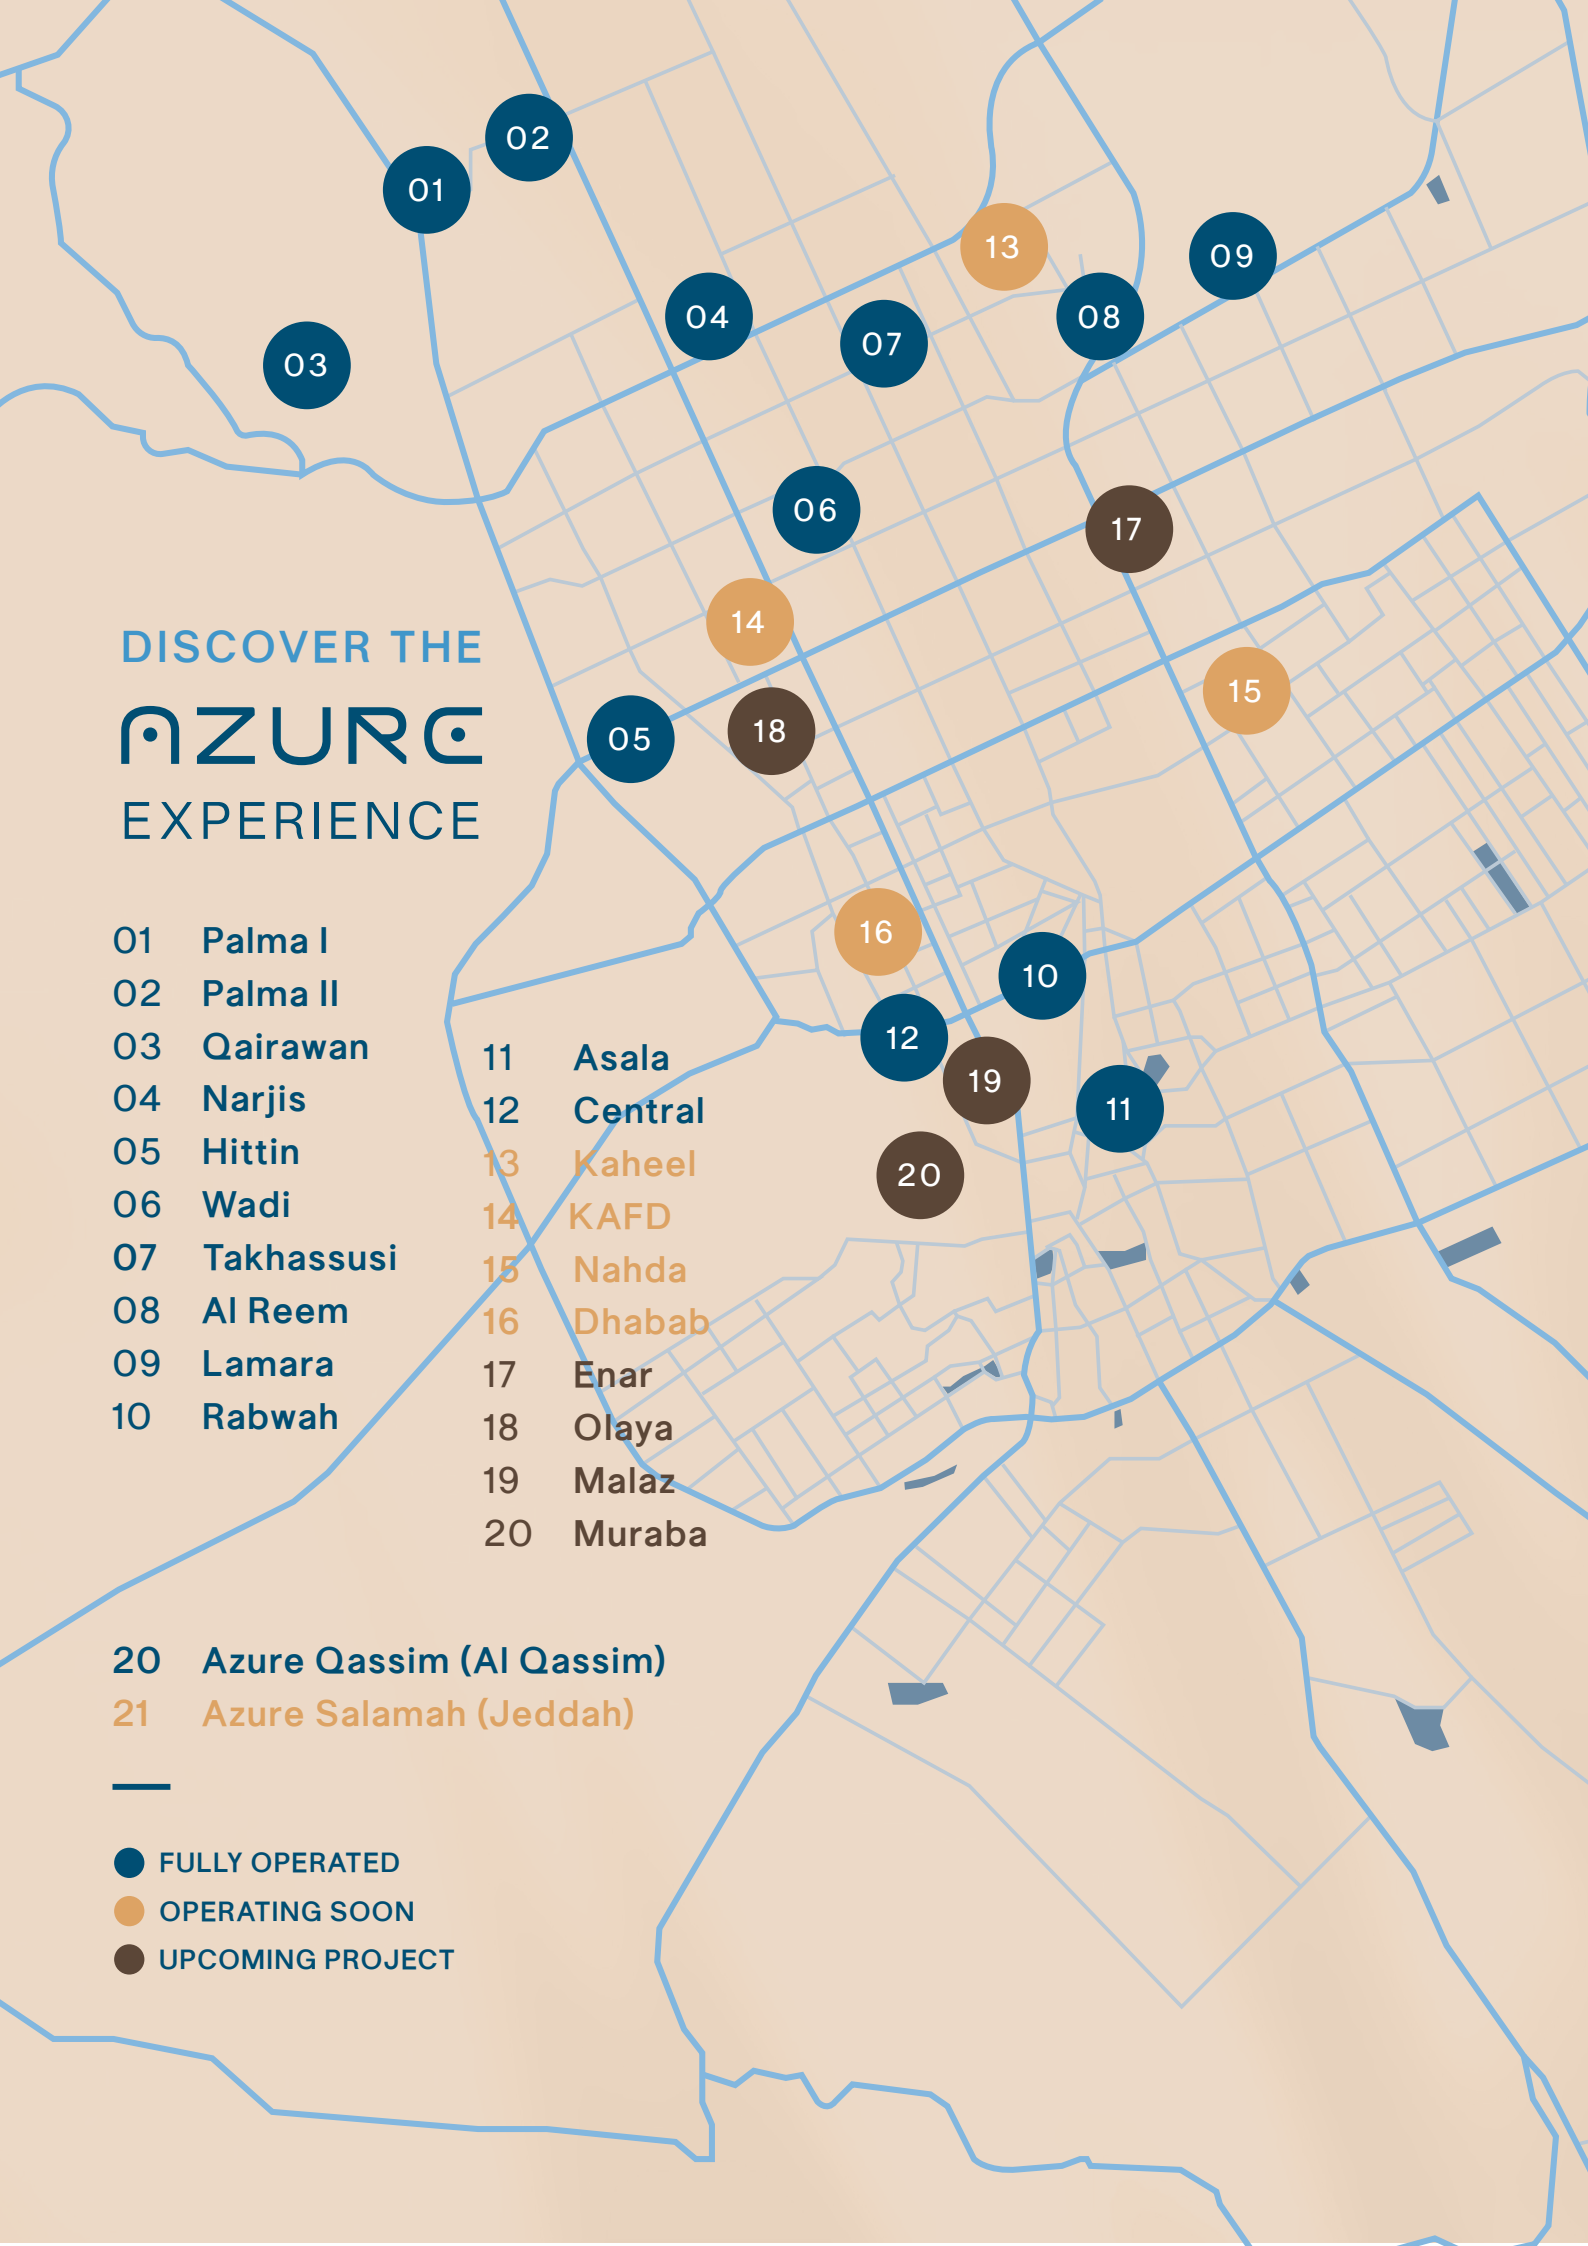 02
01
13
09
04
08
07
03
06
17
14
15
18
05
DISCOVER THE
AZURE
EXPERIENCE
16
10
12
19
11
20
01 Palma I
02 Palma II
03 Qairawan
04 Narjis
05 Hittin
06 Wadi
07 Takhassusi
08 Al Reem
09 Lamara
10 Rabwah
11 Asala
12 Central
13 Kaheel
14 KAFD
15 Nahda
16 Dhabab
17 Enar
18 Olaya
19 Malaz
20 Muraba
20 Azure Qassim (Al Qassim)
21 Azure Salamah (Jeddah)
FULLY OPERATED
OPERATING SOON
UPCOMING PROJECT